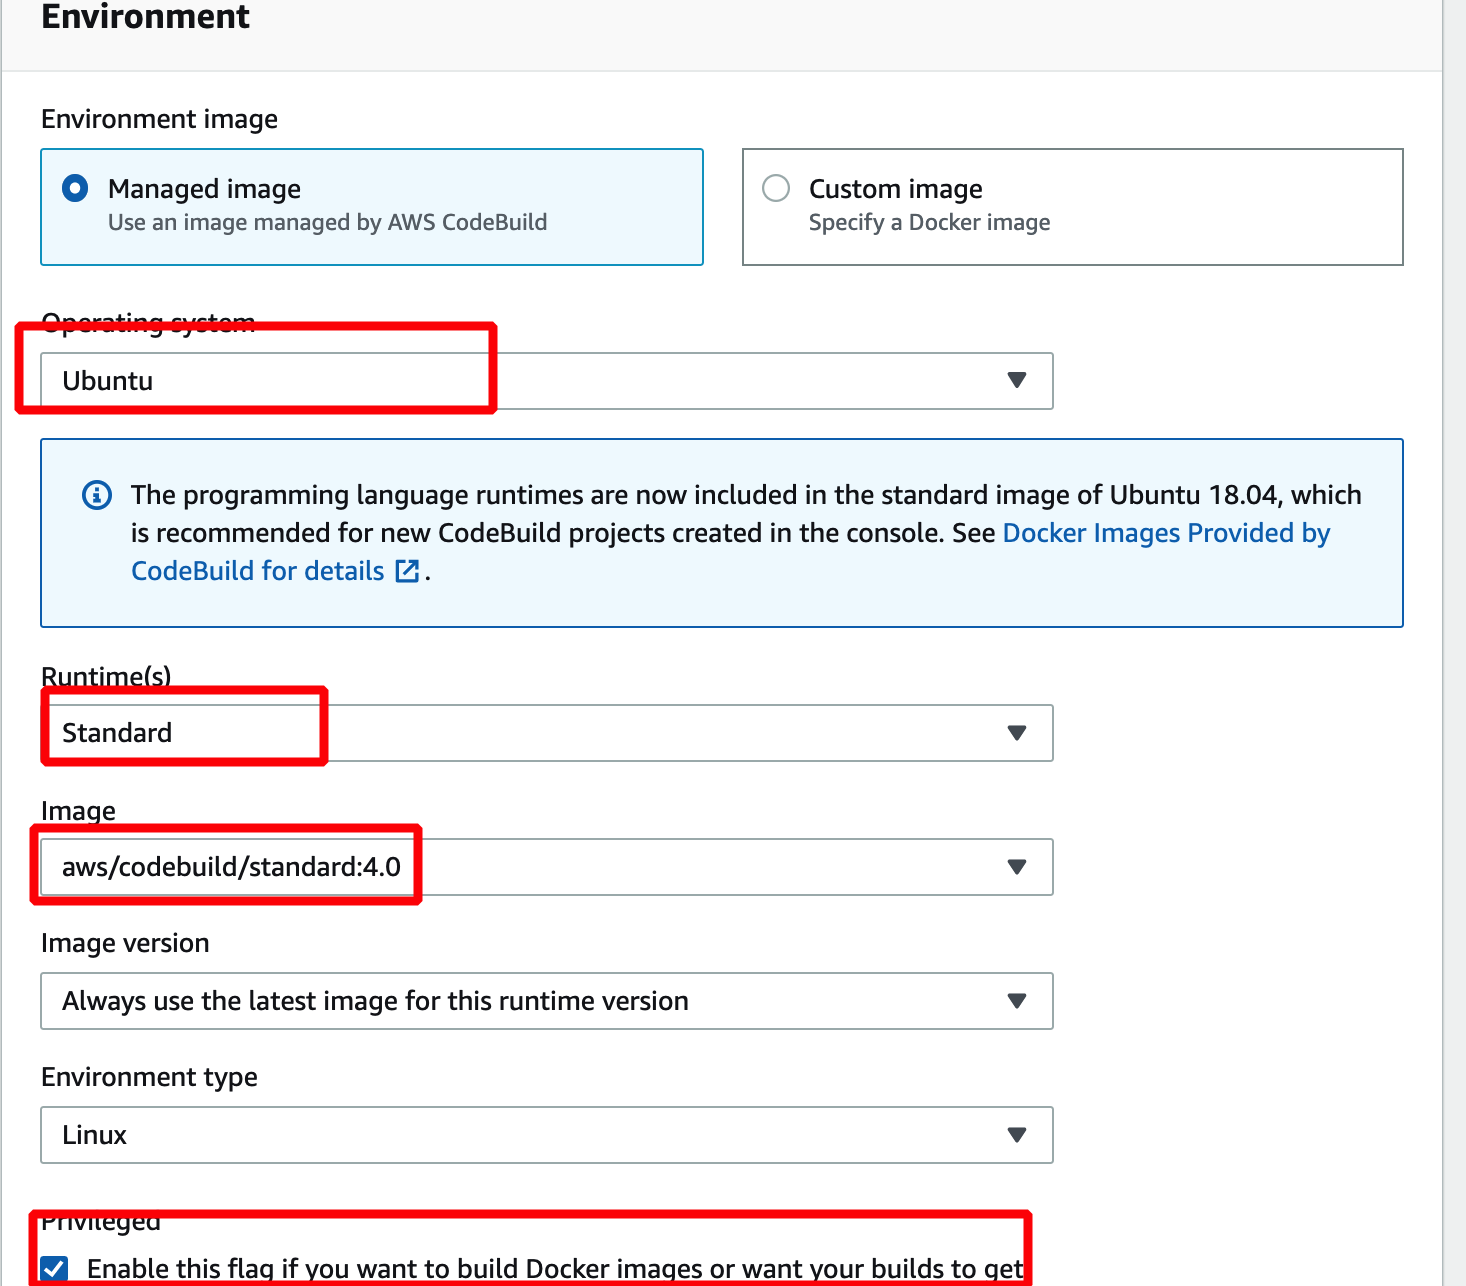 Environment
Environment image
Managed image
Use an image managed by AWS CodeBuild
Custom image
Specify a Docker image
Operating system
Ubuntu
The programming language runtimes are now included in the standard image of Ubuntu 18.04, which
is recommended for new CodeBuild projects created in the console. See Docker Images Provided by
CodeBuild for details .
Runtime(s)
Standard
Image
aws/codebuild/standard:4.0
Image version
Always use the latest image for this runtime version
Environment type
Linux
Privileged
Enable this flag if you want to build Docker images or want your builds to get